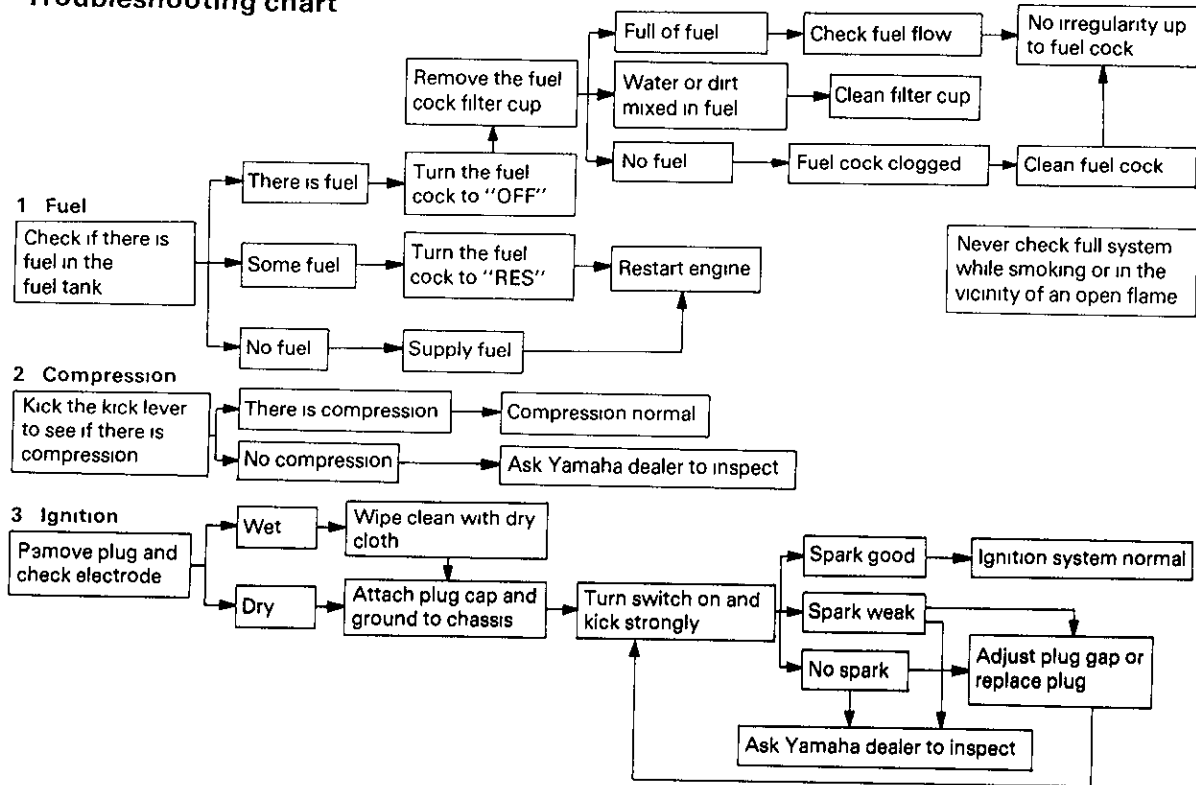 Troubleshooting chart
Full of fuel
Check fuel flow
No irregularity up
to fuel cock
Remove the fuel
cock filter cup
Water or dirt
mixed in fuel
Clean filter cup
No fuel
Fuel cock clogged
Clean fuel cock
There is fuel
Turn the fuel
cock to "OFF"
1 Fuel
Check if there is
fuel in the
fuel tank
Some fuel
Turn the fuel
cock to "RES"
Restart engine
Never check full system
while smoking or in the
vicinity of an open flame
No fuel
Supply fuel
2 Compression
Kick the kick lever
to see if there is
compression
There is compression
Compression normal
No compression
Ask Yamaha dealer to inspect
3 Ignition
Pamove plug and
check electrode
Wet
Wipe clean with dry
cloth
Dry
Attach plug cap and
ground to chassis
Turn switch on and
kick strongly
Spark good
Ignition system normal
Spark weak
No spark
Adjust plug gap or
replace plug
Ask Yamaha dealer to inspect